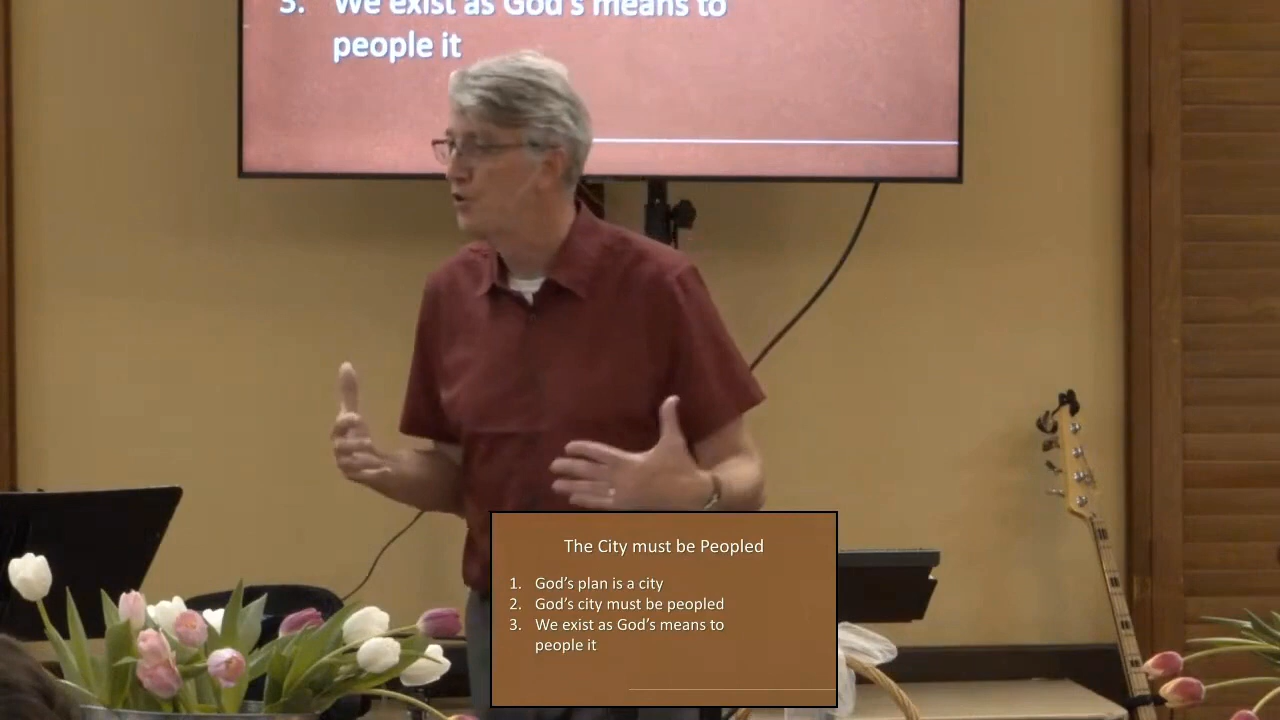 3. We exist as God's means to
people it
The City must be Peopled
1. God's plan is a city
2. God's city must be peopled
3. We exist as God's means to
people it